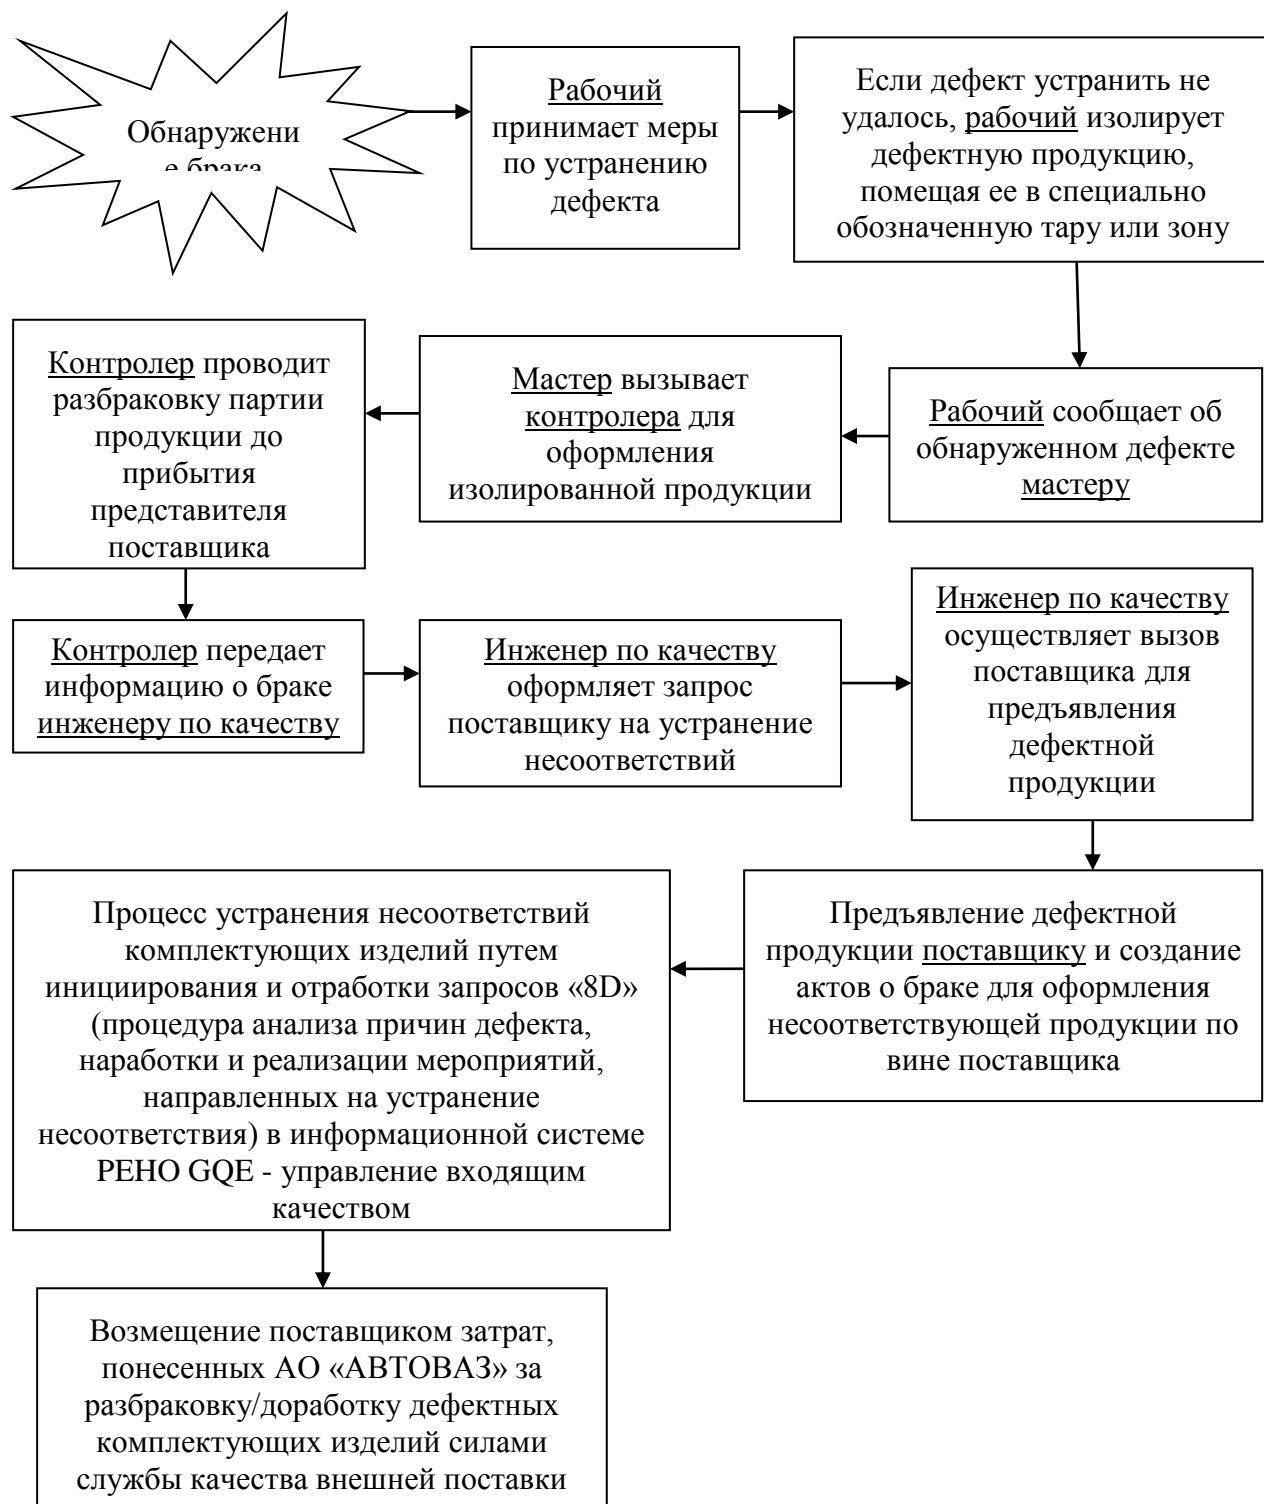 Обнаружени
е брака
Рабочий
принимает меры
по устранению
дефекта
Если дефект устранить не
удалось, рабочий изолирует
дефектную продукцию,
помещая ее в специально
обозначенную тару или зону
Рабочий сообщает об
обнаруженном дефекте
мастеру
Мастер вызывает
контролера для
оформления
изолированной продукции
Контролер проводит
разбраковку партии
продукции до
прибытия
представителя
поставщика
Контролер передает
информацию о браке
инженеру по качеству
Инженер по качеству
оформляет запрос
поставщику на устранение
несоответствий
Инженер по качеству
осуществляет вызов
поставщика для
предъявления
дефектной
продукции
Предъявление дефектной
продукции поставщику и создание
актов о браке для оформления
несоответствующей продукции по
вине поставщика
Процесс устранения несоответствий
комплектующих изделий путем
инициирования и отработки запросов «8D»
(процедура анализа причин дефекта,
наработки и реализации мероприятий,
направленных на устранение
несоответствия) в информационной системе
РЕНО GQE - управление входящим
качеством
Возмещение поставщиком затрат,
понесенных АО «АВТОВАЗ» за
разбраковку/доработку дефектных
комплектующих изделий силами
службы качества внешней поставки